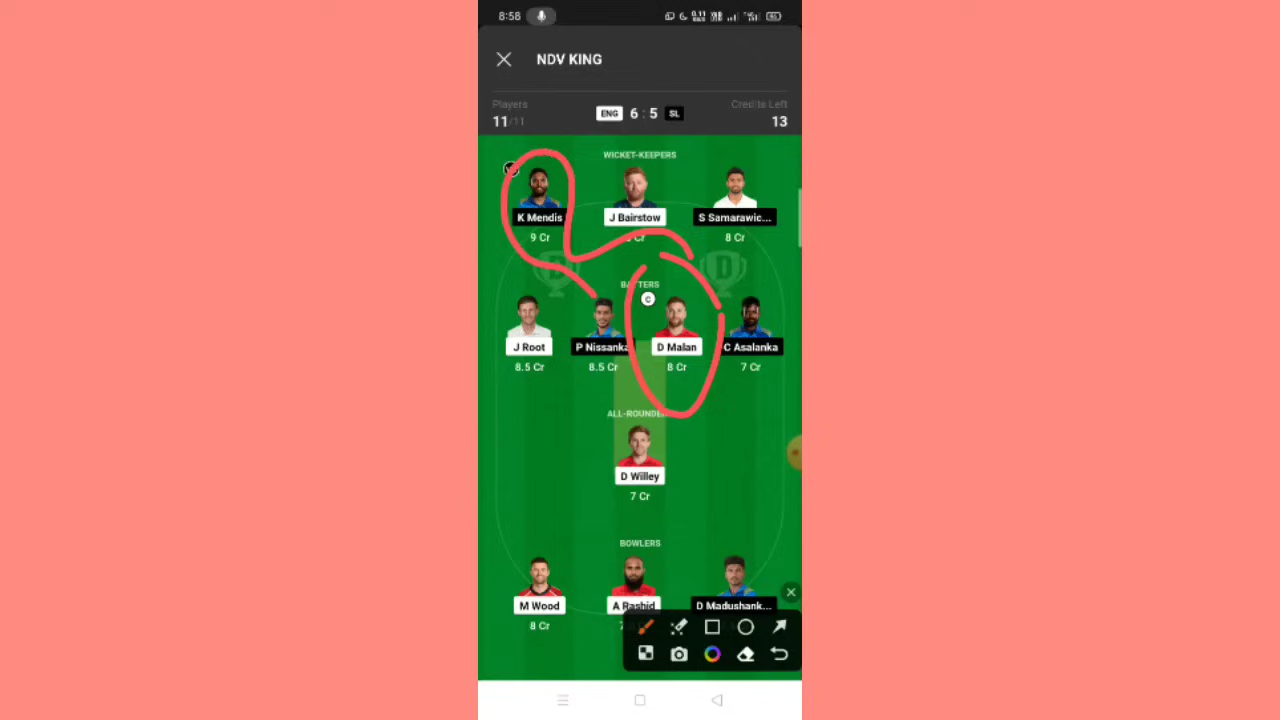 8:58
NDV KING
Players
Credits Left
11/11
ENG 6 : 5 SL
13
WICKET-KEEPERS
K Mendis
J Bairstow
S Samarawic...
9 Cr
Cr
8 Cr
BATTERS
C
J Root
P Nissanka
D Malan
C Asalanka
8.5 Cr
8.5 Cr
8 Cr
7 Cr
ALL-ROUNDER
D Willey
7 Cr
BOWLERS
M Wood
A Rashid
D Madushank...
8 Cr